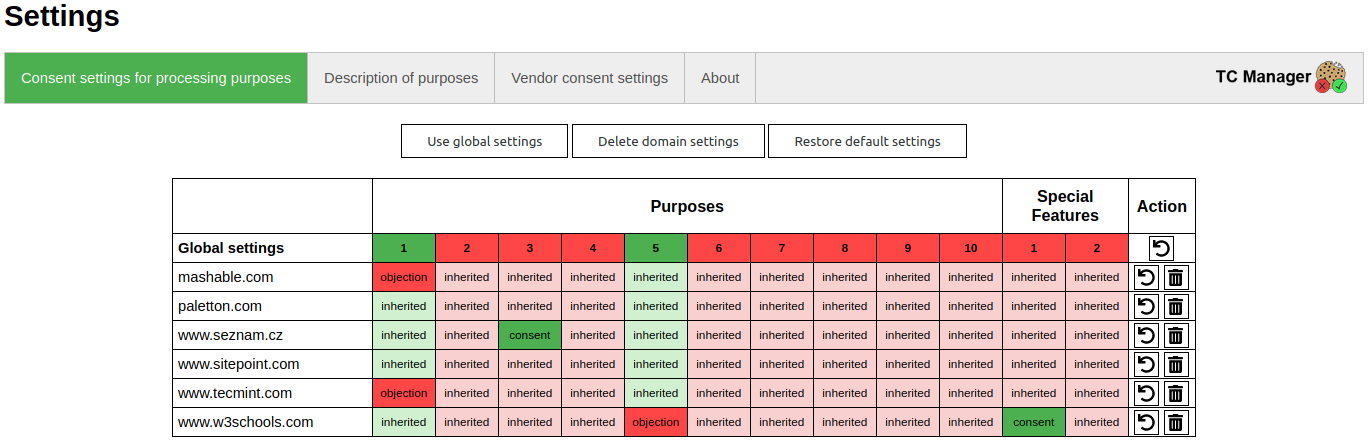 Settings
Consent settings for processing purposes Description of purposes Vendor consent settings About TC Manager
Use global settings Delete domain settings Restore default settings
Purposes Special Features Action
Global settings 1 2 3 4 5 6 7 8 9 10 1 2
mashable.com objection inherited inherited inherited inherited inherited inherited inherited inherited inherited inherited inherited
paletton.com inherited inherited inherited inherited inherited inherited inherited inherited inherited inherited inherited inherited
www.seznam.cz inherited inherited consent inherited inherited inherited inherited inherited inherited inherited inherited inherited
www.sitepoint.com inherited inherited inherited inherited inherited inherited inherited inherited inherited inherited inherited inherited
www.tecmint.com objection inherited inherited inherited inherited inherited inherited inherited inherited inherited inherited inherited
www.w3schools.com inherited inherited inherited inherited objection inherited inherited inherited inherited inherited consent inherited